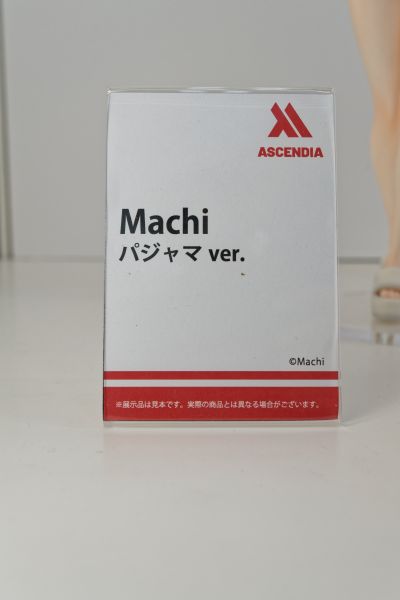 ASCENDIA
Machi
パジャマ ver.
©Machi
※展示品は見本です。実際の商品とは異なる場合がございます。